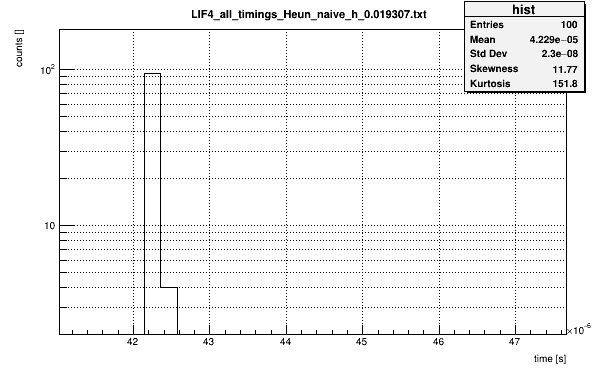 LIF4_all_timings_Heun_naive_h_0.019307.txt
hist
Entries 100
Mean 4.229e−05
Std Dev 2.3e−08
Skewness 11.77
Kurtosis 151.8
counts []
10²
10
42 43 44 45 46 47
×10⁻⁶
time [s]